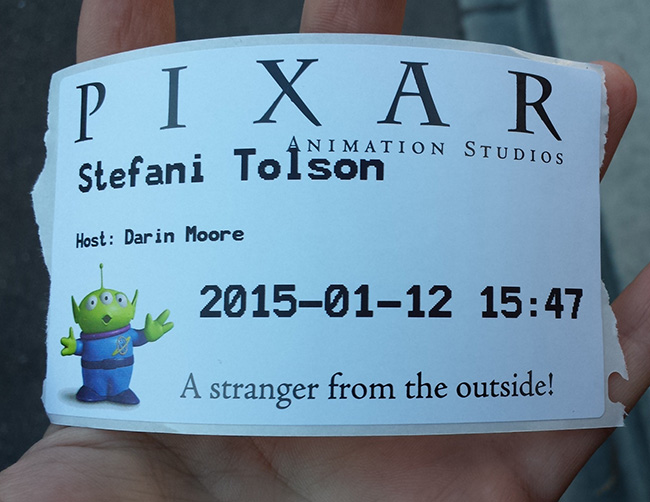 PIXAR
ANIMATION STUDIOS
Stefani Tolson
Host: Darin Moore
2015-01-12 15:47
A stranger from the outside!